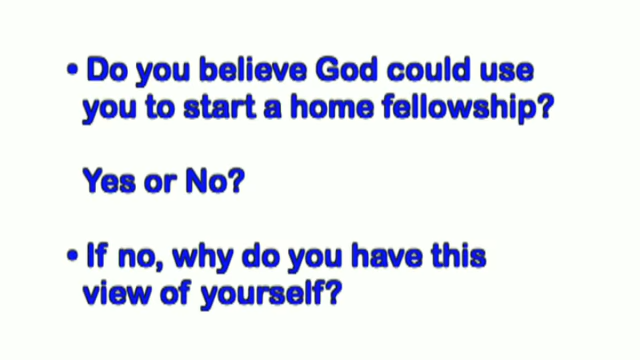 • Do you believe God could use
you to start a home fellowship?
Yes or No?
• If no, why do you have this
view of yourself?